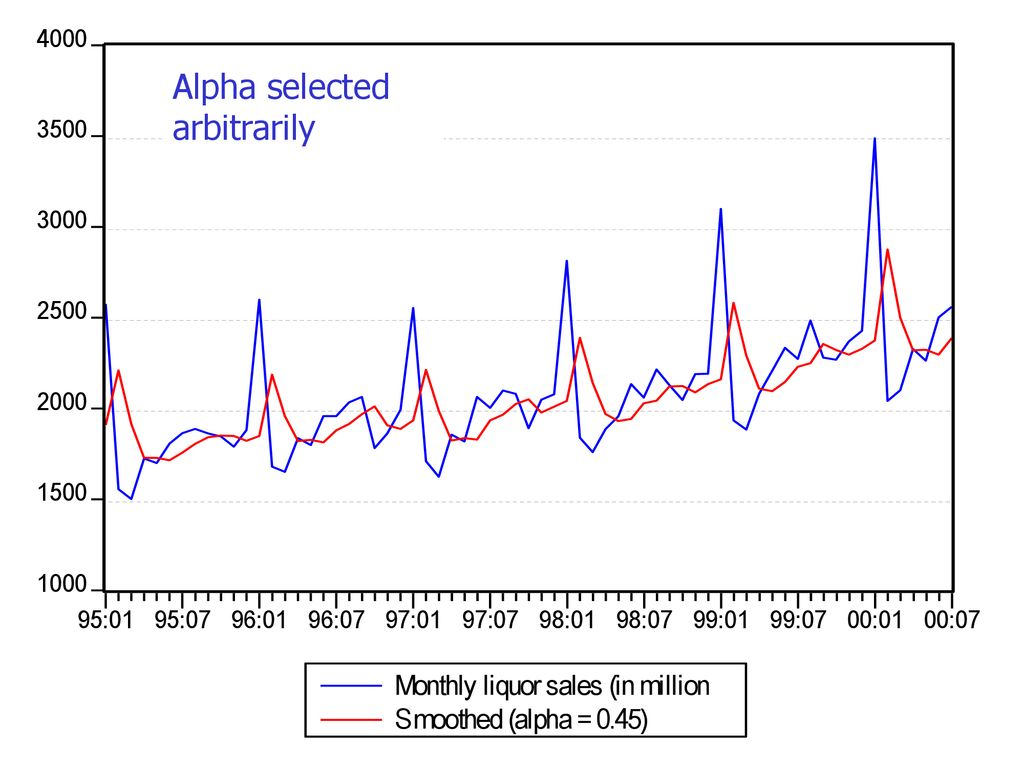 4000
Alpha selected
arbitrarily
3500
3000
2500
2000
1500
1000
95:01 95:07 96:01 96:07 97:01 97:07 98:01 98:07 99:01 99:07 00:01 00:07
Monthly liquor sales (in million
Smoothed (alpha = 0.45)